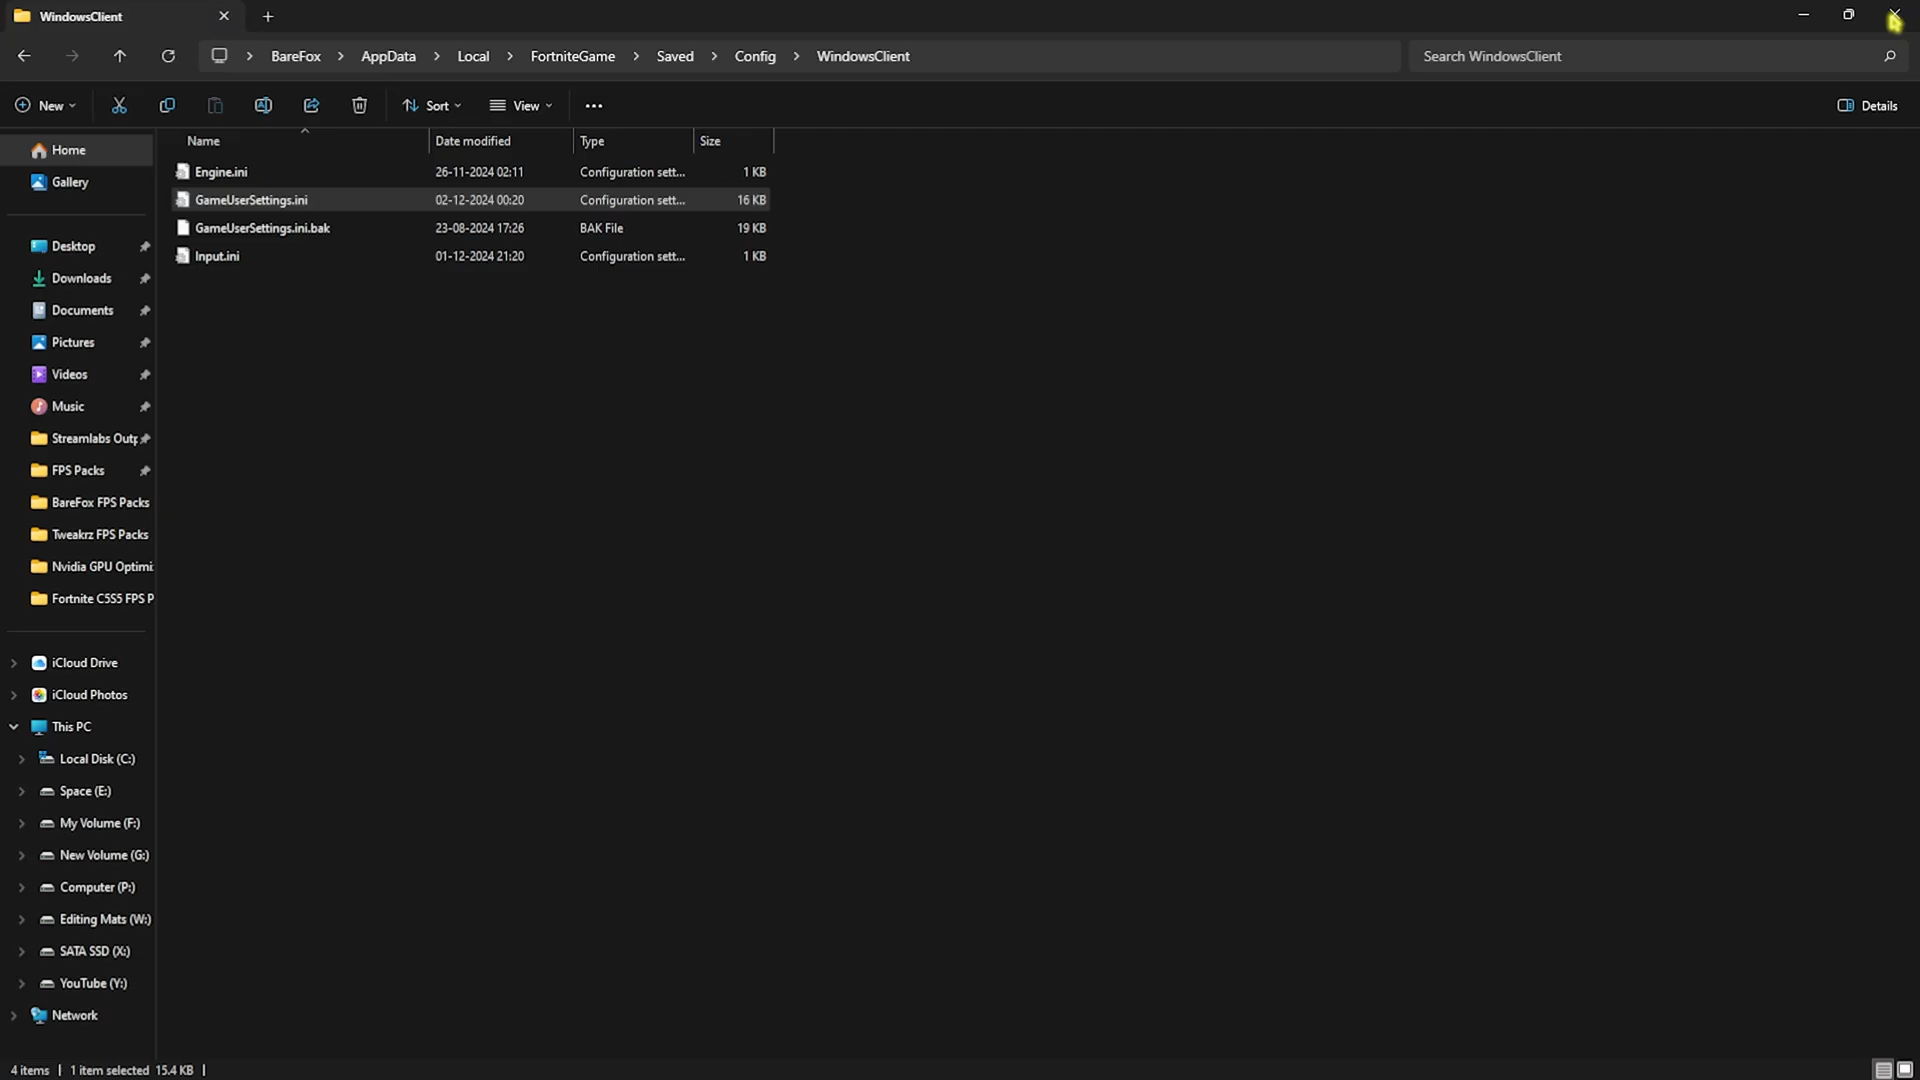 WindowsClient
BareFox > AppData > Local > FortniteGame > Saved > Config > WindowsClient
Search WindowsClient
New
Sort
View
Details
Name Date modified Type Size
Engine.ini 26-11-2024 02:11 Configuration sett... 1 KB
GameUserSettings.ini 02-12-2024 00:20 Configuration sett... 16 KB
GameUserSettings.ini.bak 23-08-2024 17:26 BAK File 19 KB
Input.ini 01-12-2024 21:20 Configuration sett... 1 KB
Home
Gallery
Desktop
Downloads
Documents
Pictures
Videos
Music
Streamlabs Outp
FPS Packs
BareFox FPS Packs
Tweakrz FPS Packs
Nvidia GPU Optimi
Fortnite C5S5 FPS P
iCloud Drive
iCloud Photos
This PC
Local Disk (C:)
Space (E:)
My Volume (F:)
New Volume (G:)
Computer (P:)
Editing Mats (W:)
SATA SSD (X:)
YouTube (Y:)
Network
4 items | 1 item selected 15.4 KB |